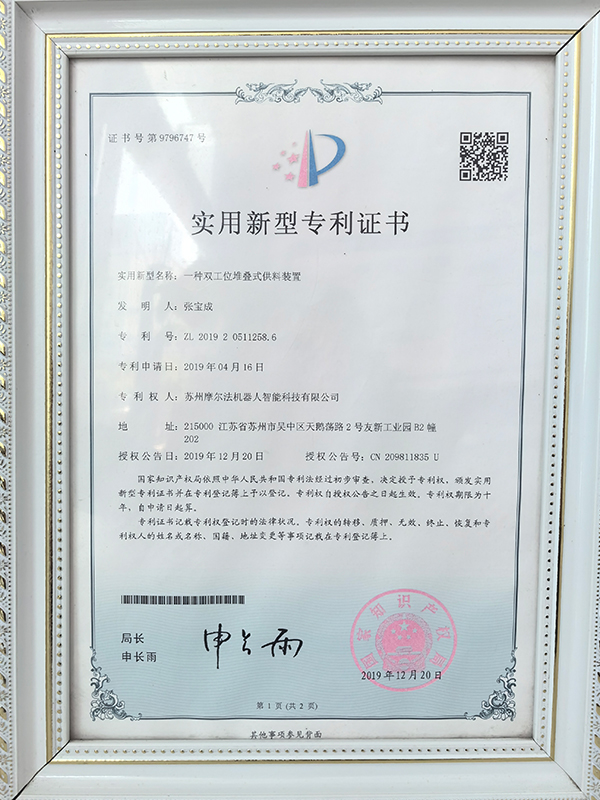 证书号第9796747号
实用新型专利证书
实用新型名称：一种双工位堆叠式供料装置
发 明 人：张宝成
专 利 号：ZL 2019 2 0511258.6
专利申请日：2019年04月16日
专 利 权 人：苏州摩尔法机器人智能科技有限公司
地 址：215000 江苏省苏州市吴中区天鹅荡路2号友新工业园B2幢
202
授权公告日：2019年12月20日 授权公告号：CN 209811835 U
国家知识产权局依照中华人民共和国专利法经过初步审查，决定授予专利权，颁发实用
新型专利证书并在专利登记簿上予以登记。专利权自授权公告之日起生效。专利权期限为十
年，自申请日起算。
专利证书记载专利权登记时的法律状况。专利权的转移、质押、无效、终止、恢复和专
利权人的姓名或名称、国籍、地址变更等事项记载在专利登记簿上。
局长
申长雨
申长雨
国家知识产权局
2019年12月20日
第 1 页 (共 2 页)
其他事项参见背面